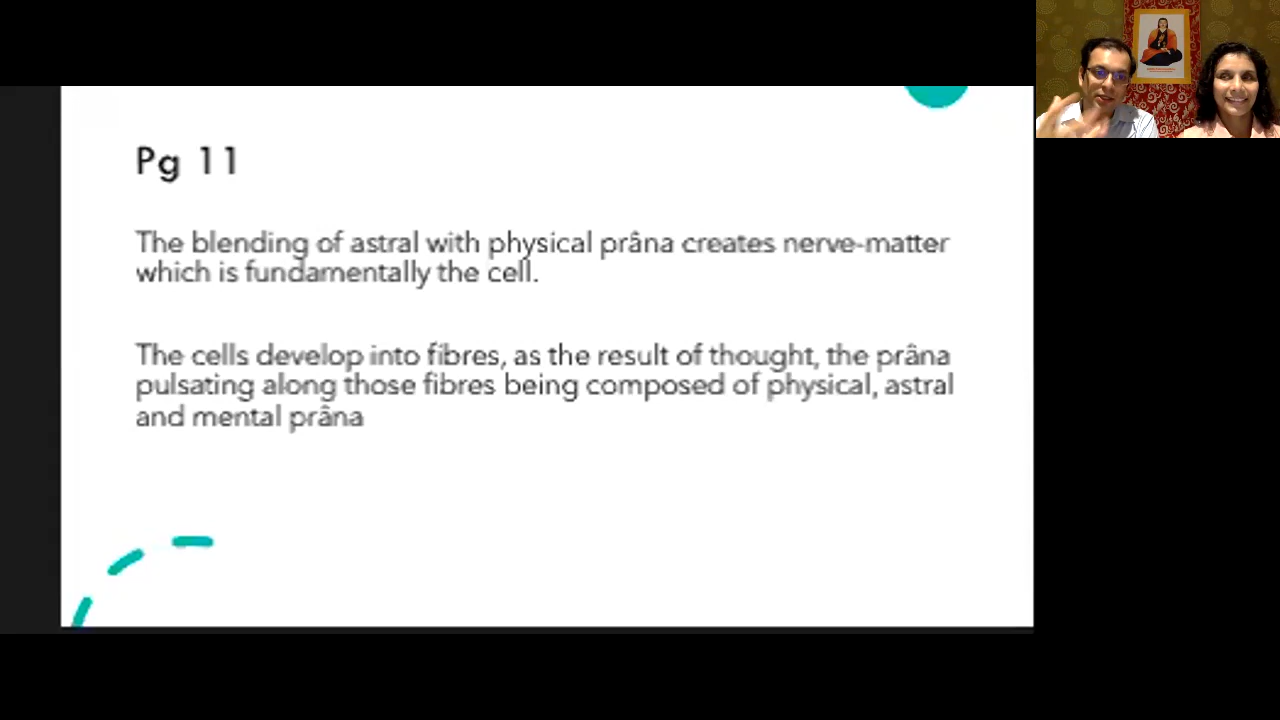 Pg 11
The blending of astral with physical prâna creates nerve-matter
which is fundamentally the cell.
The cells develop into fibres, as the result of thought, the prâna
pulsating along those fibres being composed of physical, astral
and mental prâna